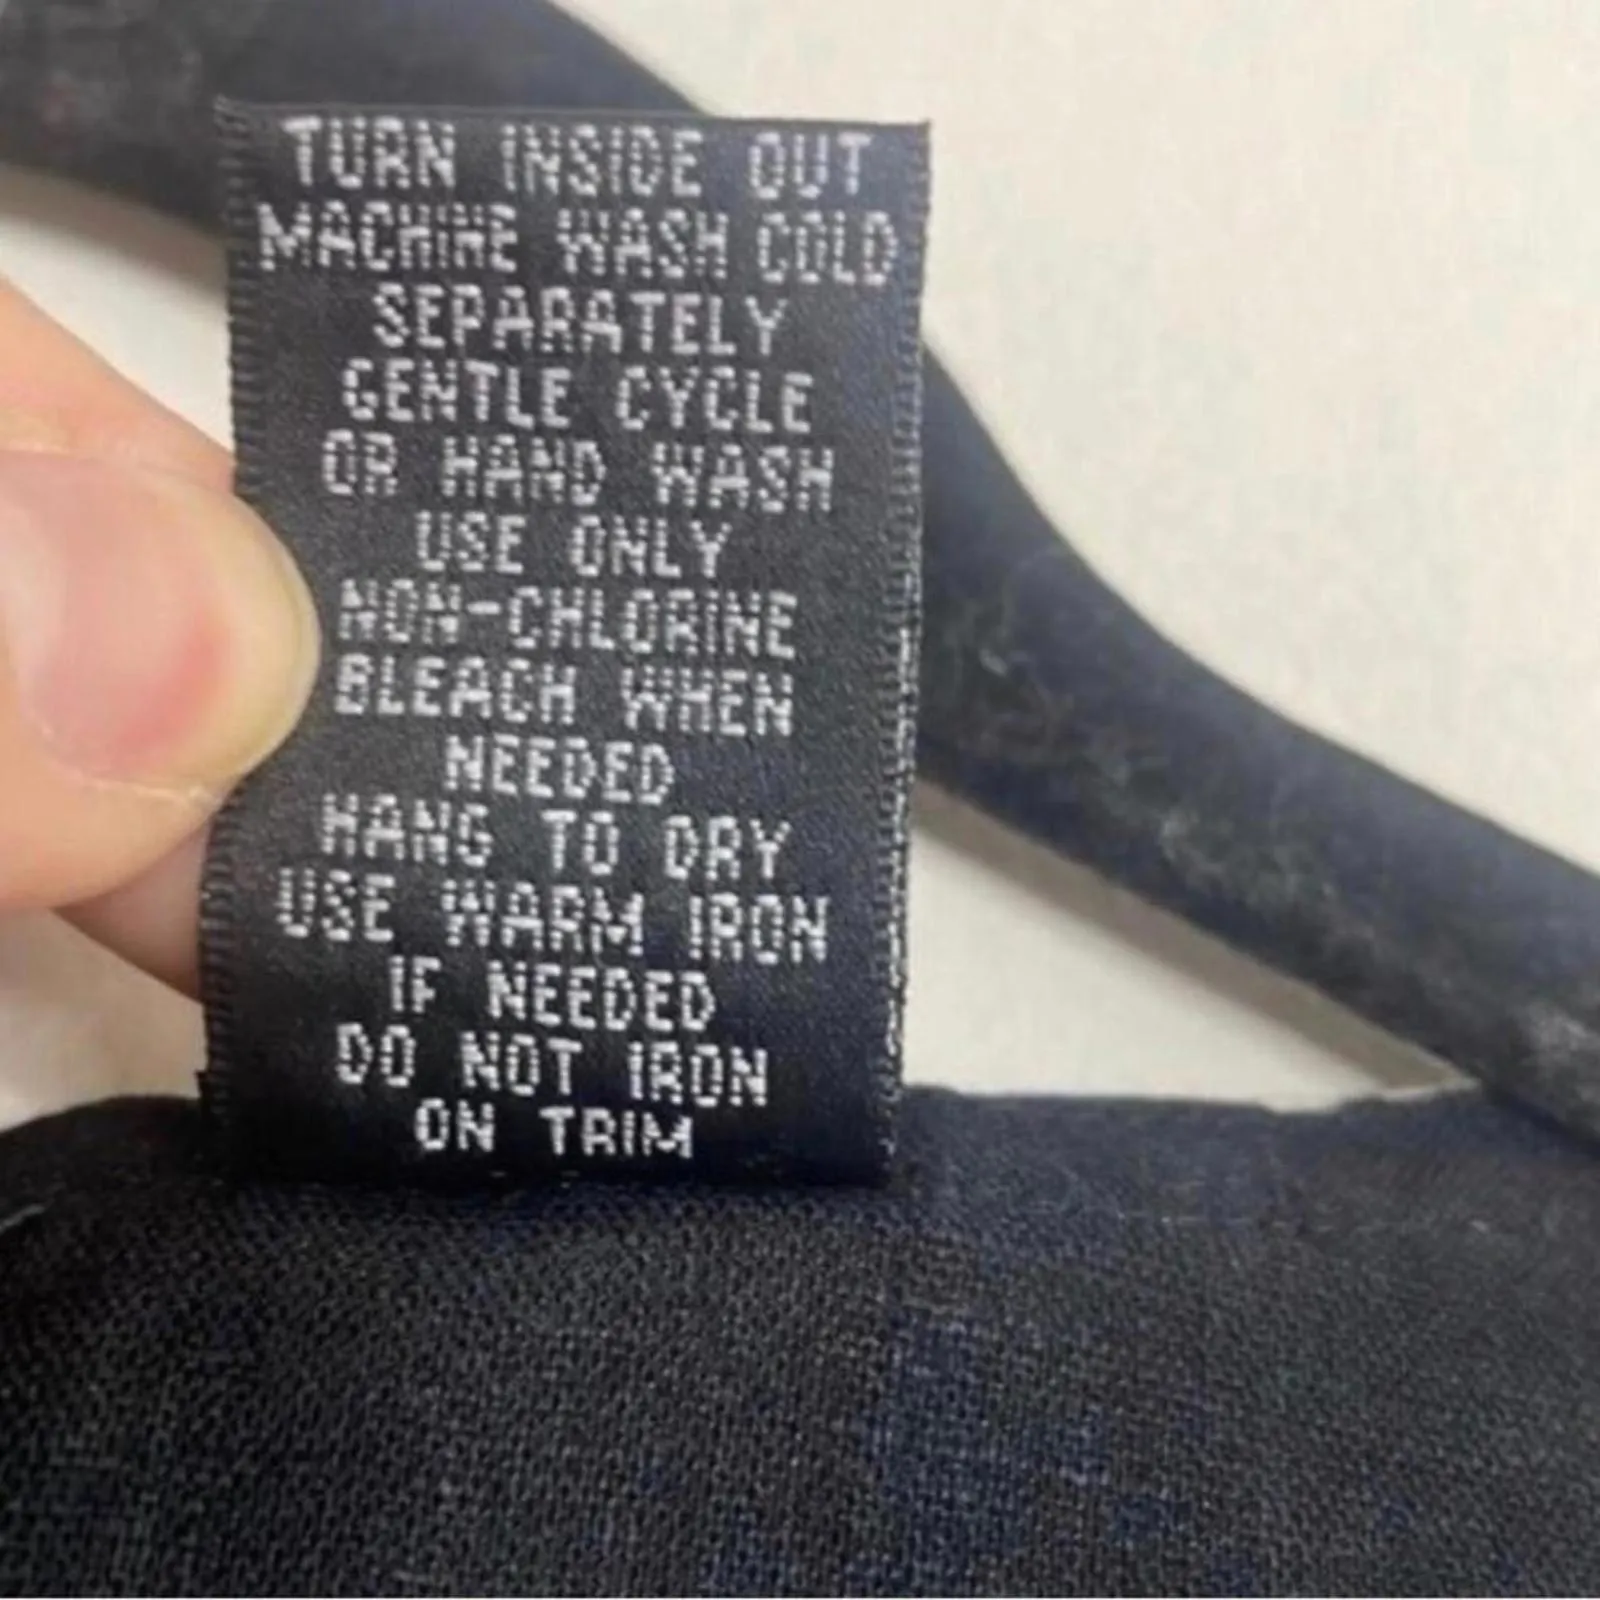 TURN INSIDE OUT
MACHINE WASH COLD
SEPARATELY
GENTLE CYCLE
OR HAND WASH
USE ONLY
NON-CHLORINE
BLEACH WHEN
NEEDED
HANG TO DRY
USE WARM IRON
IF NEEDED
DO NOT IRON
ON TRIM